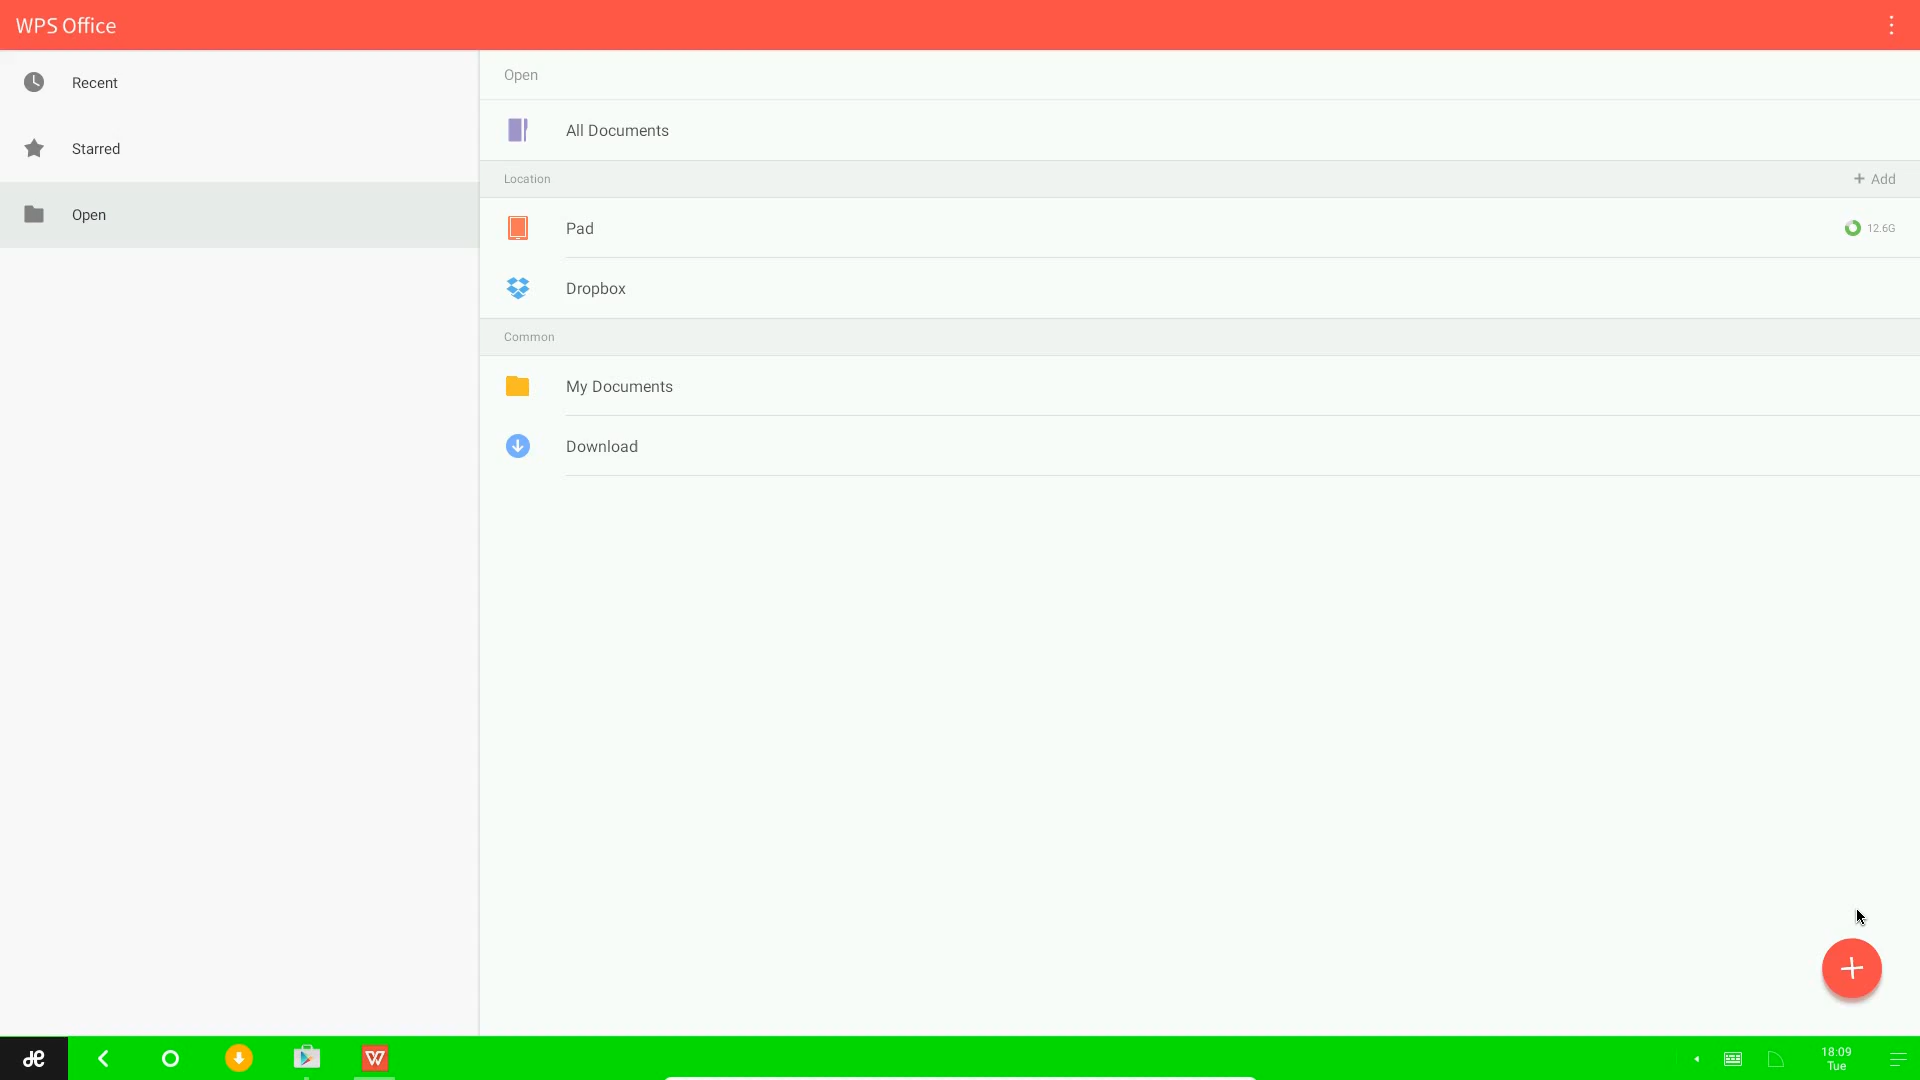 WPS Office
Recent
Starred
Open
Open
All Documents
Location
+ Add
Pad
12.6G
Dropbox
Common
My Documents
Download
18:09
Tue